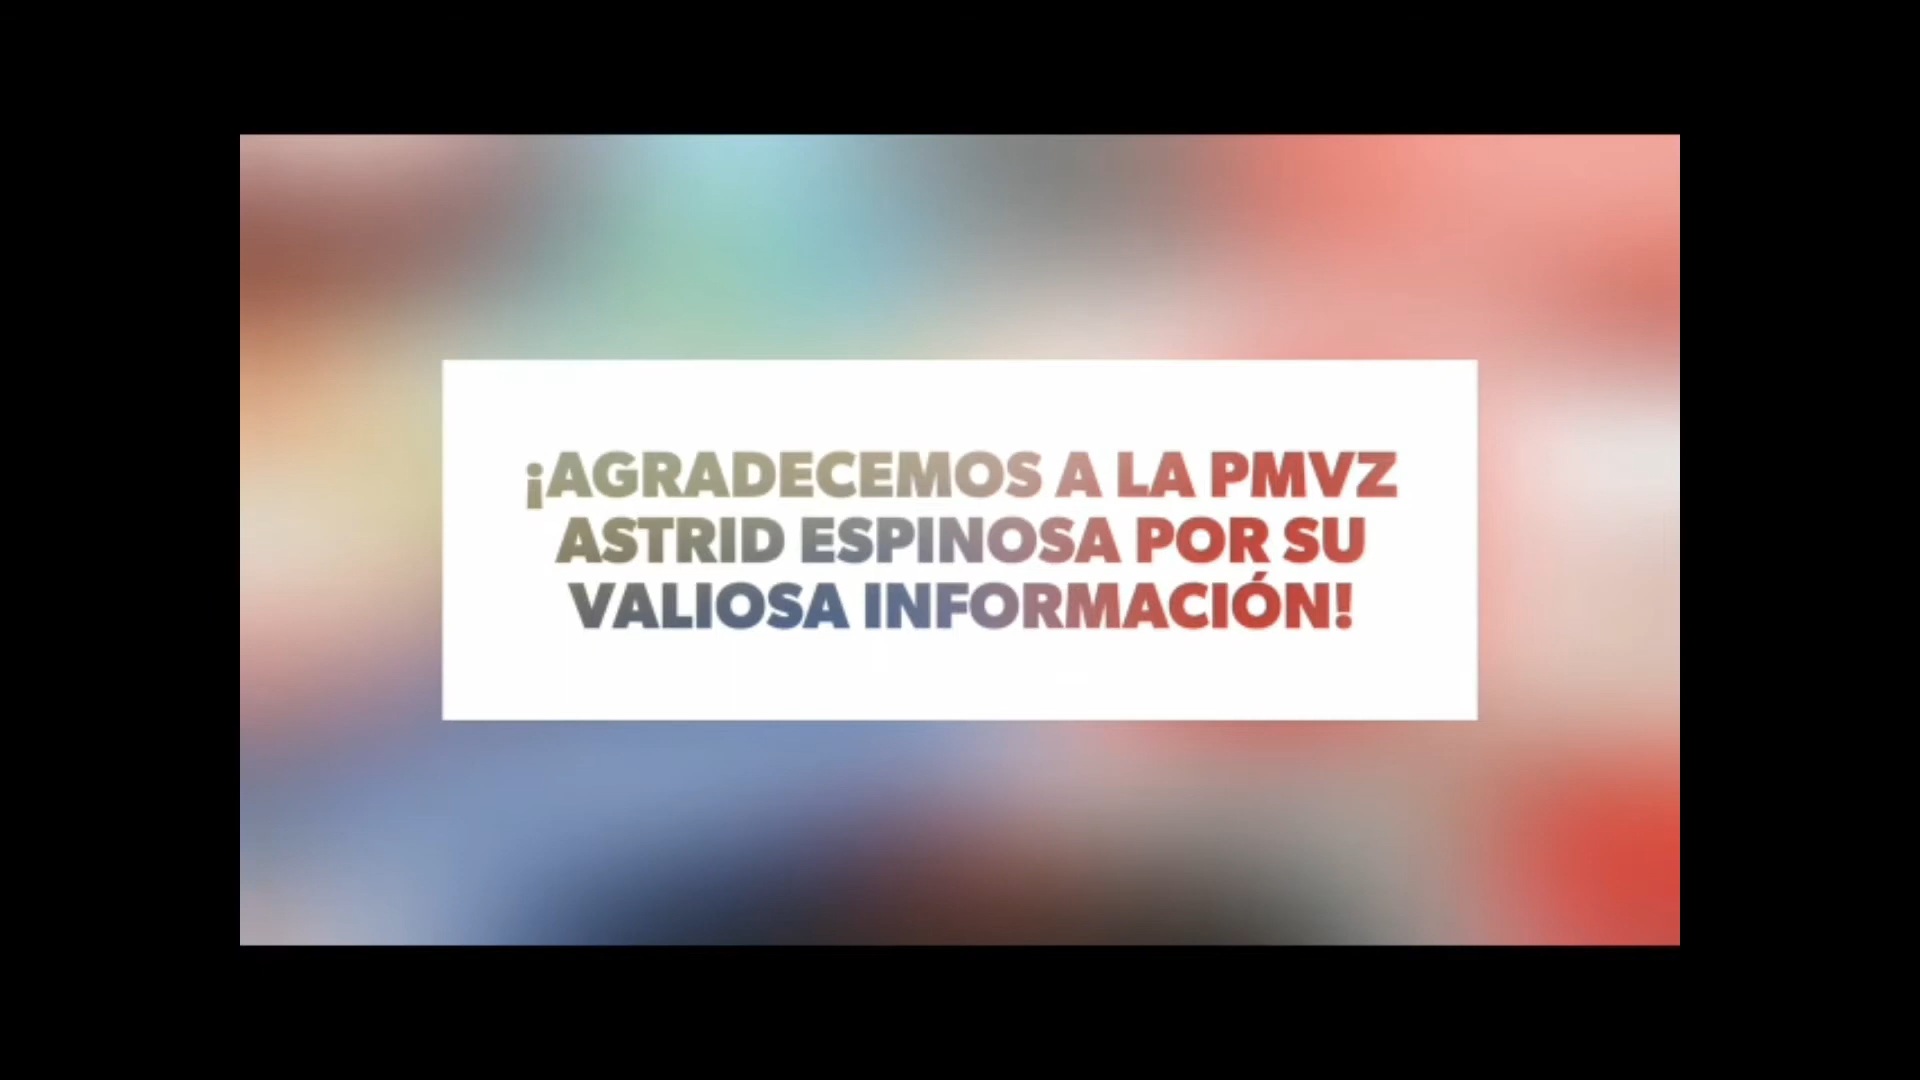 ¡AGRADECEMOS A LA PMVZ
ASTRID ESPINOSA POR SU
VALIOSA INFORMACIÓN!